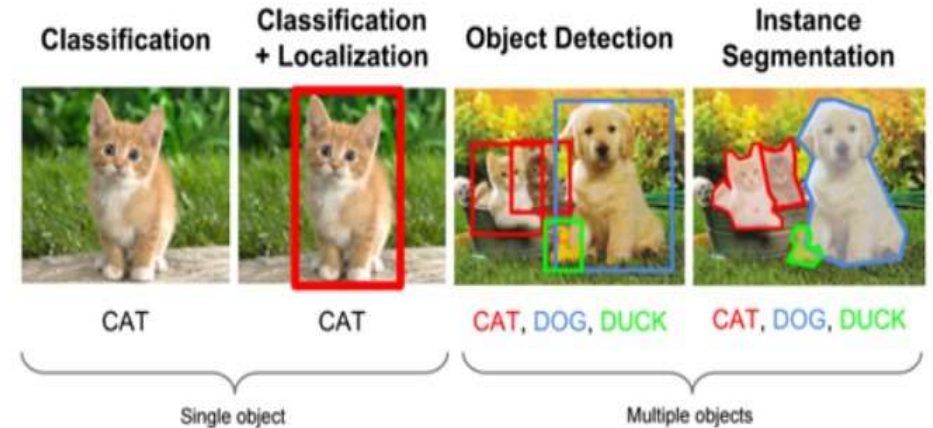 Classification
Classification
+ Localization
Object Detection
Instance
Segmentation
CAT
CAT
CAT, DOG, DUCK
CAT, DOG, DUCK
Single object
Multiple objects